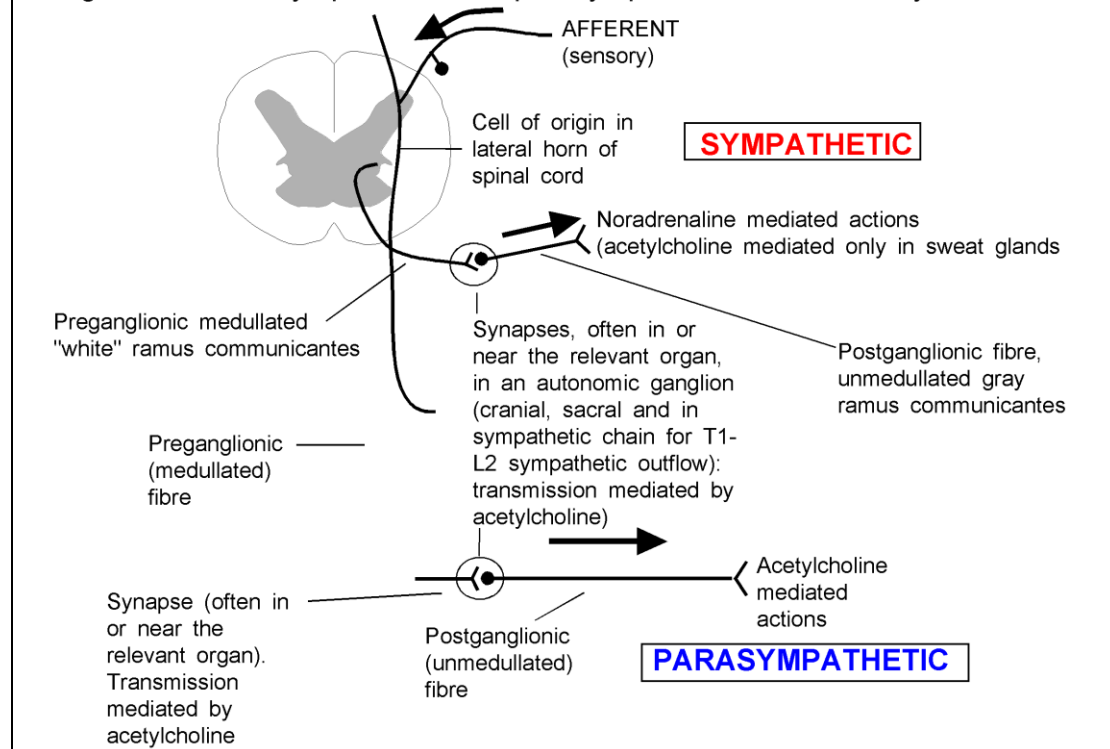 AFFERENT
(sensory)
Cell of origin in
lateral horn of
spinal cord
SYMPATHETIC
Noradrenaline mediated actions
(acetylcholine mediated only in sweat glands
Preganglionic medullated
"white" ramus communicantes
Synapses, often in or
near the relevant organ,
in an autonomic ganglion
(cranial, sacral and in
sympathetic chain for T1-
L2 sympathetic outflow):
transmission mediated by
acetylcholine)
Postganglionic fibre,
unmedullated gray
ramus communicantes
Preganglionic
(medullated)
fibre
Acetylcholine
mediated
actions
Synapse (often in
or near the
relevant organ).
Transmission
mediated by
acetylcholine
Postganglionic
(unmedullated)
fibre
PARASYMPATHETIC